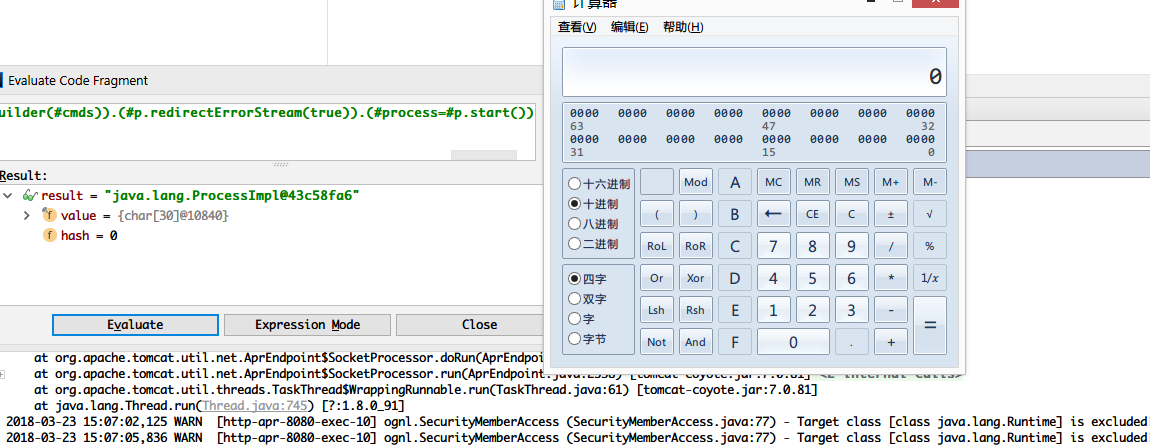 Evaluate Code Fragment
uilder(#cmds)).(#p.redirectErrorStream(true)).(#process=#p.start())
Result:
result = "java.lang.ProcessImpl@43c58fa6"
value = {char[30]@10840}
hash = 0
Evaluate Expression Mode Close
计算器
查看(V) 编辑(E) 帮助(H)
0
0000 0000 0000 0000 0000 0000 0000 0000
63 47 32
0000 0000 0000 0000 0000 0000 0000 0000
31 15 0
十六进制
十进制
八进制
二进制
四字
双字
字
字节
Mod A MC MR MS M+ M-
( ) B ← CE C ± √
RoL RoR C 7 8 9 / %
Or Xor D 4 5 6 * 1/x
Lsh Rsh E 1 2 3 - =
Not And F 0 . +
at org.apache.tomcat.util.net.AprEndpoint$SocketProcessor.doRun(AprEndpoint
at org.apache.tomcat.util.net.AprEndpoint$SocketProcessor.run(AprEndpoint.java:2558) [tomcat-coyote.jar:7.0.81] <2 internal calls>
at org.apache.tomcat.util.threads.TaskThread$WrappingRunnable.run(TaskThread.java:61) [tomcat-coyote.jar:7.0.81]
at java.lang.Thread.run(Thread.java:745) [?:1.8.0_91]
2018-03-23 15:07:02,125 WARN [http-apr-8080-exec-10] ognl.SecurityMemberAccess (SecurityMemberAccess.java:77) - Target class [class java.lang.Runtime] is excluded!
2018-03-23 15:07:05,836 WARN [http-apr-8080-exec-10] ognl.SecurityMemberAccess (SecurityMemberAccess.java:77) - Target class [class java.lang.Runtime] is excluded!